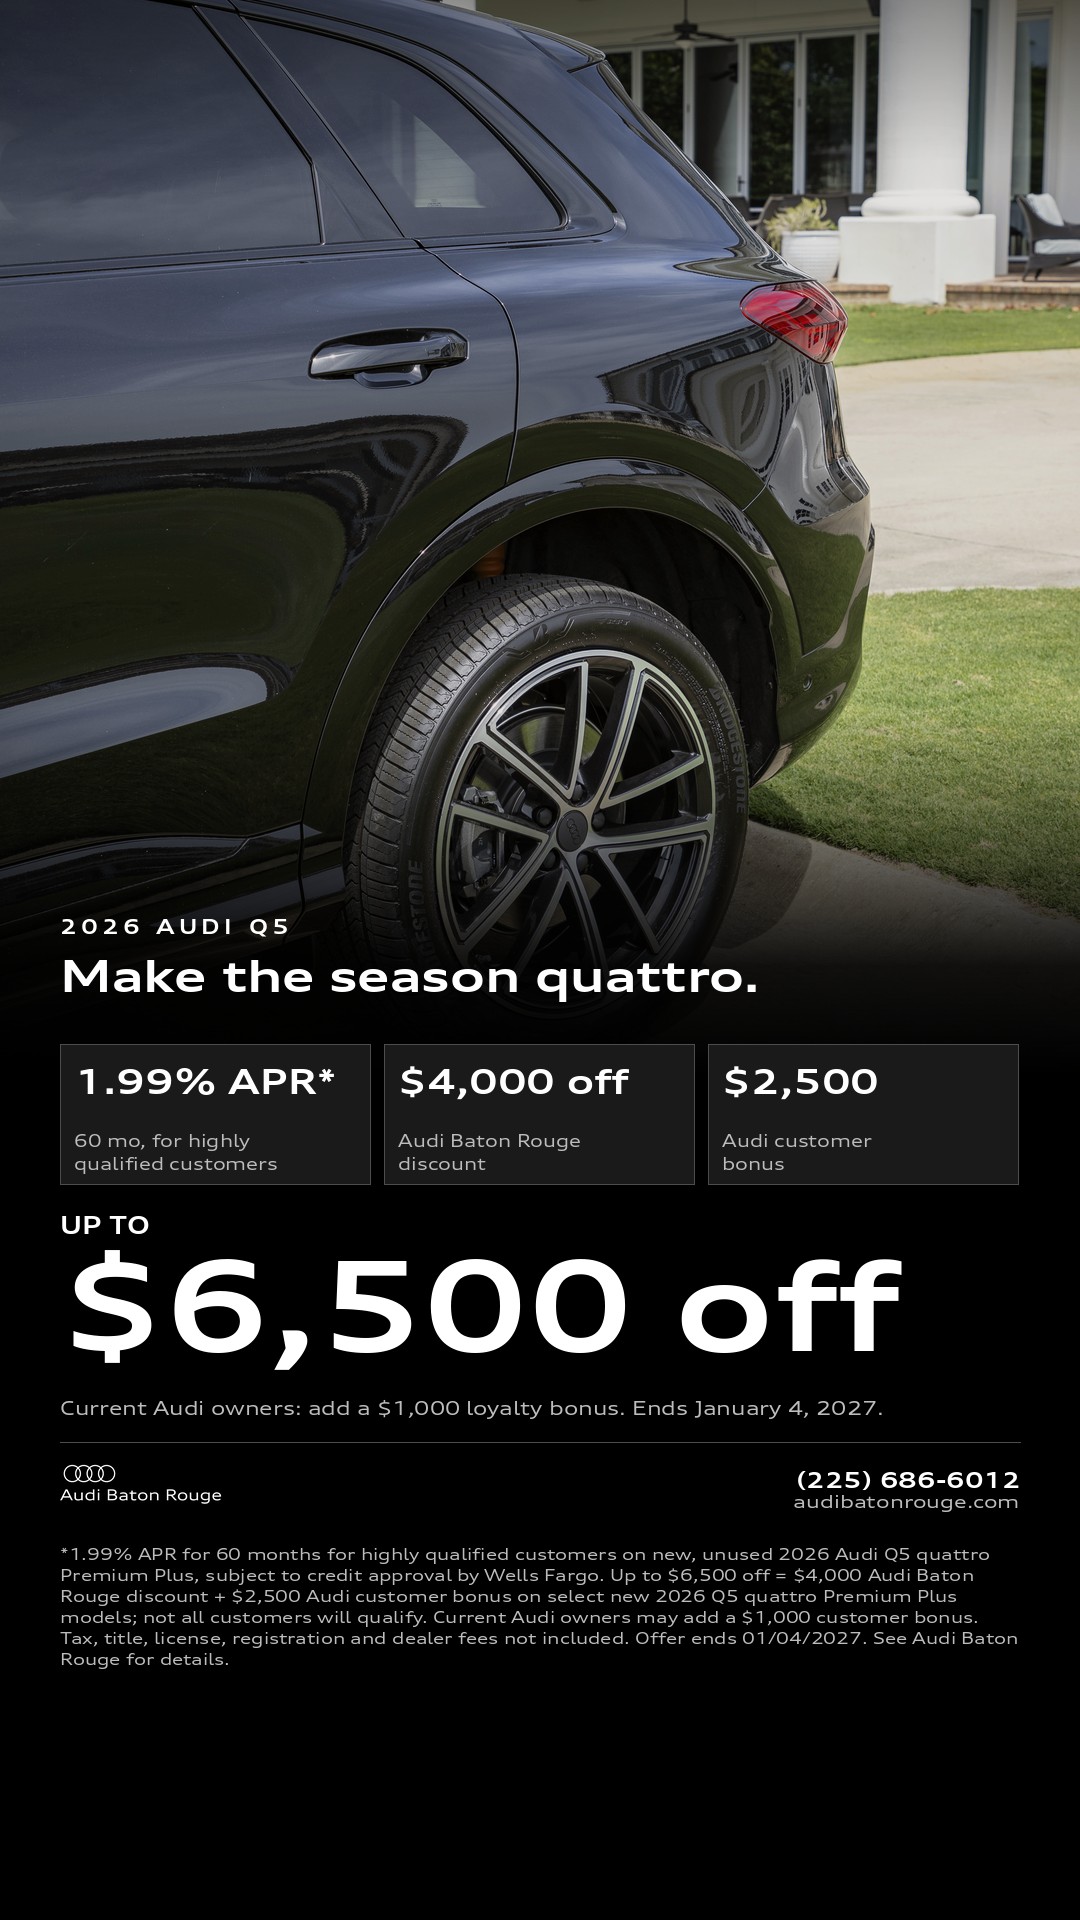 BRIDGESTONE
2026 AUDI Q5
Make the season quattro.
1.99% APR*
60 mo, for highly
qualified customers
$4,000 off
Audi Baton Rouge
discount
$2,500
Audi customer
bonus
UP TO
$6,500 off
Current Audi owners: add a $1,000 loyalty bonus. Ends January 4, 2027.
Audi Baton Rouge
(225) 686-6012
audibatonrouge.com
*1.99% APR for 60 months for highly qualified customers on new, unused 2026 Audi Q5 quattro
Premium Plus, subject to credit approval by Wells Fargo. Up to $6,500 off = $4,000 Audi Baton
Rouge discount + $2,500 Audi customer bonus on select new 2026 Q5 quattro Premium Plus
models; not all customers will qualify. Current Audi owners may add a $1,000 customer bonus.
Tax, title, license, registration and dealer fees not included. Offer ends 01/04/2027. See Audi Baton
Rouge for details.